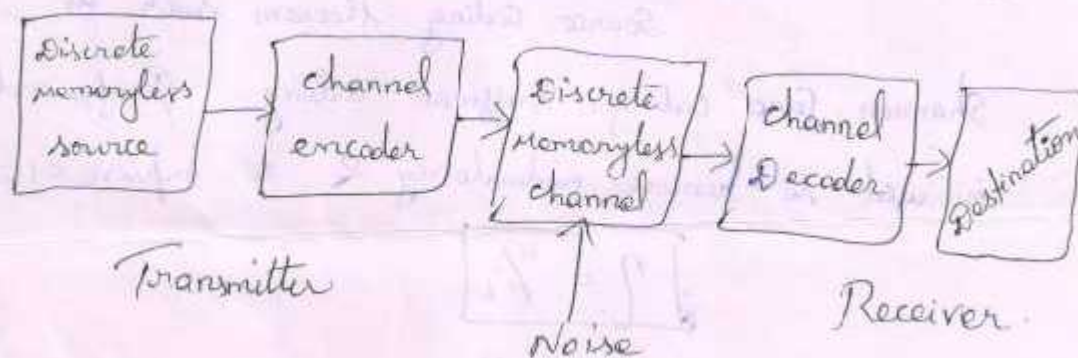 Discrete
memoryless
source
channel
encoder
Discrete
memoryless
channel
channel
Decoder
Destination
Transmitter
Noise
Receiver.